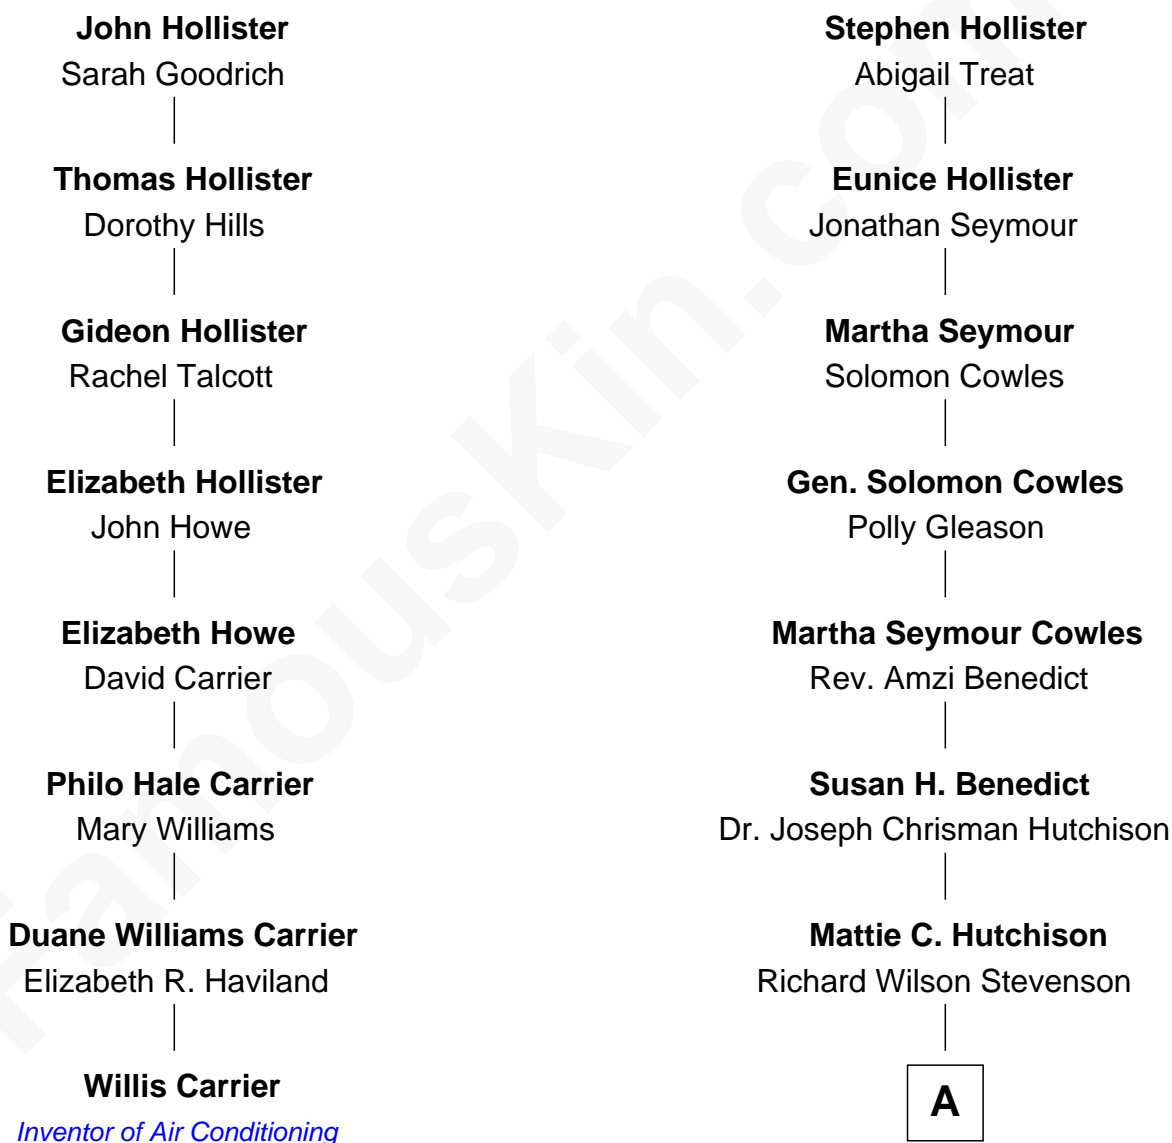 John Hollister
Sarah Goodrich
Thomas Hollister
Dorothy Hills
Gideon Hollister
Rachel Talcott
Elizabeth Hollister
John Howe
Elizabeth Howe
David Carrier
Philo Hale Carrier
Mary Williams
Duane Williams Carrier
Elizabeth R. Haviland
Willis Carrier
Inventor of Air Conditioning
Stephen Hollister
Abigail Treat
Eunice Hollister
Jonathan Seymour
Martha Seymour
Solomon Cowles
Gen. Solomon Cowles
Polly Gleason
Martha Seymour Cowles
Rev. Amzi Benedict
Susan H. Benedict
Dr. Joseph Chrisman Hutchison
Mattie C. Hutchison
Richard Wilson Stevenson
A
FamousKin.com